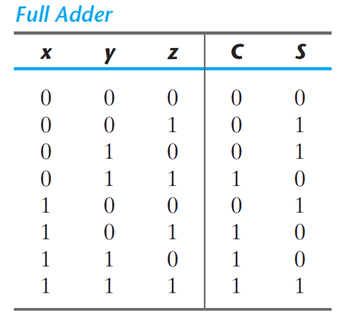 Full Adder
x y z C S
0 0 0 0 0
0 0 1 0 1
0 1 0 0 1
0 1 1 1 0
1 0 0 0 1
1 0 1 1 0
1 1 0 1 0
1 1 1 1 1